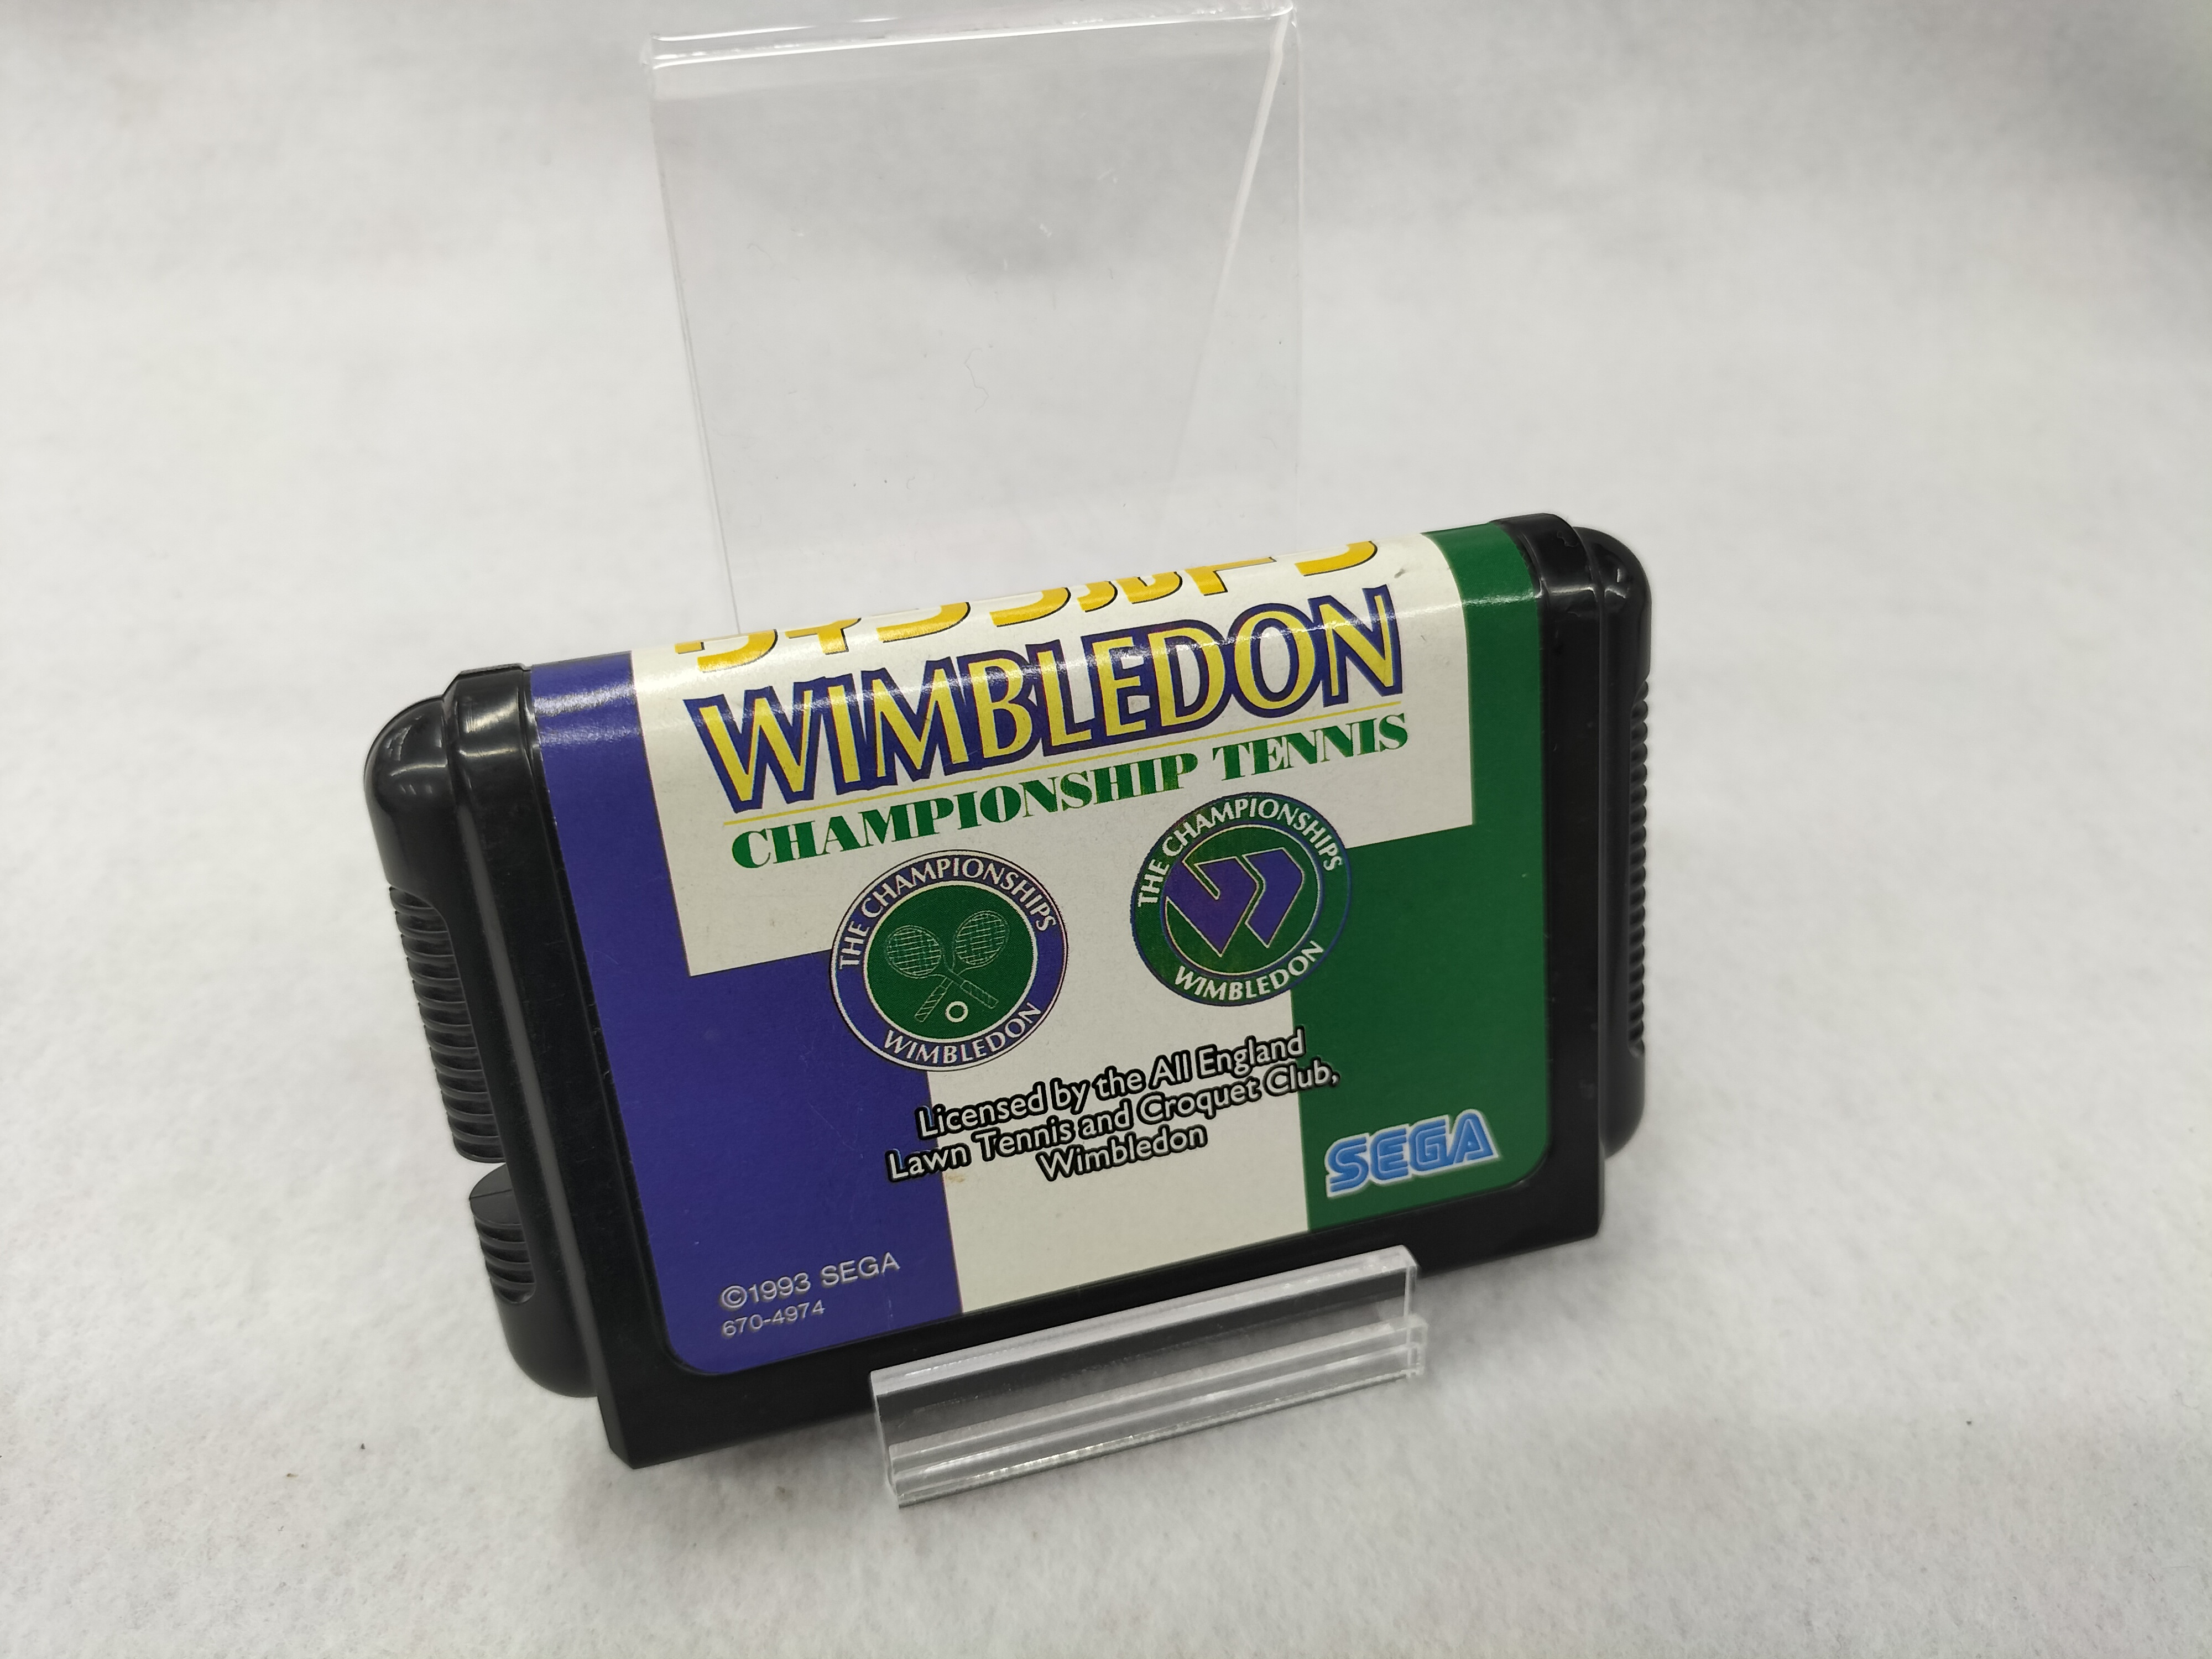 WIMBLEDON
CHAMPIONSHIP TENNIS
THE CHAMPIONSHIPS
WIMBLEDON
THE CHAMPIONSHIPS
WIMBLEDON
Licensed by the All England
Lawn Tennis and Croquet Club,
Wimbledon
SEGA
©1993 SEGA
670-4974